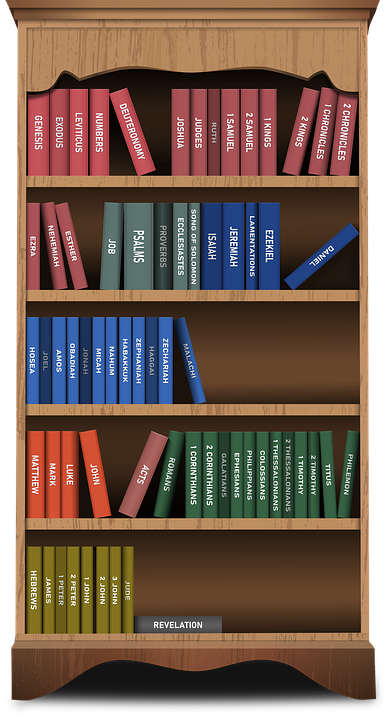 GENESIS
EXODUS
LEVITICUS
NUMBERS
DEUTERONOMY
JOSHUA
JUDGES
RUTH
1 SAMUEL
2 SAMUEL
1 KINGS
2 KINGS
1 CHRONICLES
2 CHRONICLES
EZRA
NEHEMIAH
ESTHER
JOB
PSALMS
PROVERBS
ECCLESIASTES
SONG OF SOLOMON
ISAIAH
JEREMIAH
LAMENTATIONS
EZEKIEL
DANIEL
HOSEA
JOEL
AMOS
OBADIAH
JONAH
MICAH
NAHUM
HABAKKUK
ZEPHANIAH
HAGGAI
ZECHARIAH
MALACHI
MATTHEW
MARK
LUKE
JOHN
ACTS
ROMANS
1 CORINTHIANS
2 CORINTHIANS
GALATIANS
EPHESIANS
PHILIPPIANS
COLOSSIANS
1 THESSALONIANS
2 THESSALONIANS
1 TIMOTHY
2 TIMOTHY
TITUS
PHILEMON
HEBREWS
JAMES
1 PETER
2 PETER
1 JOHN
2 JOHN
3 JOHN
JUDE
REVELATION